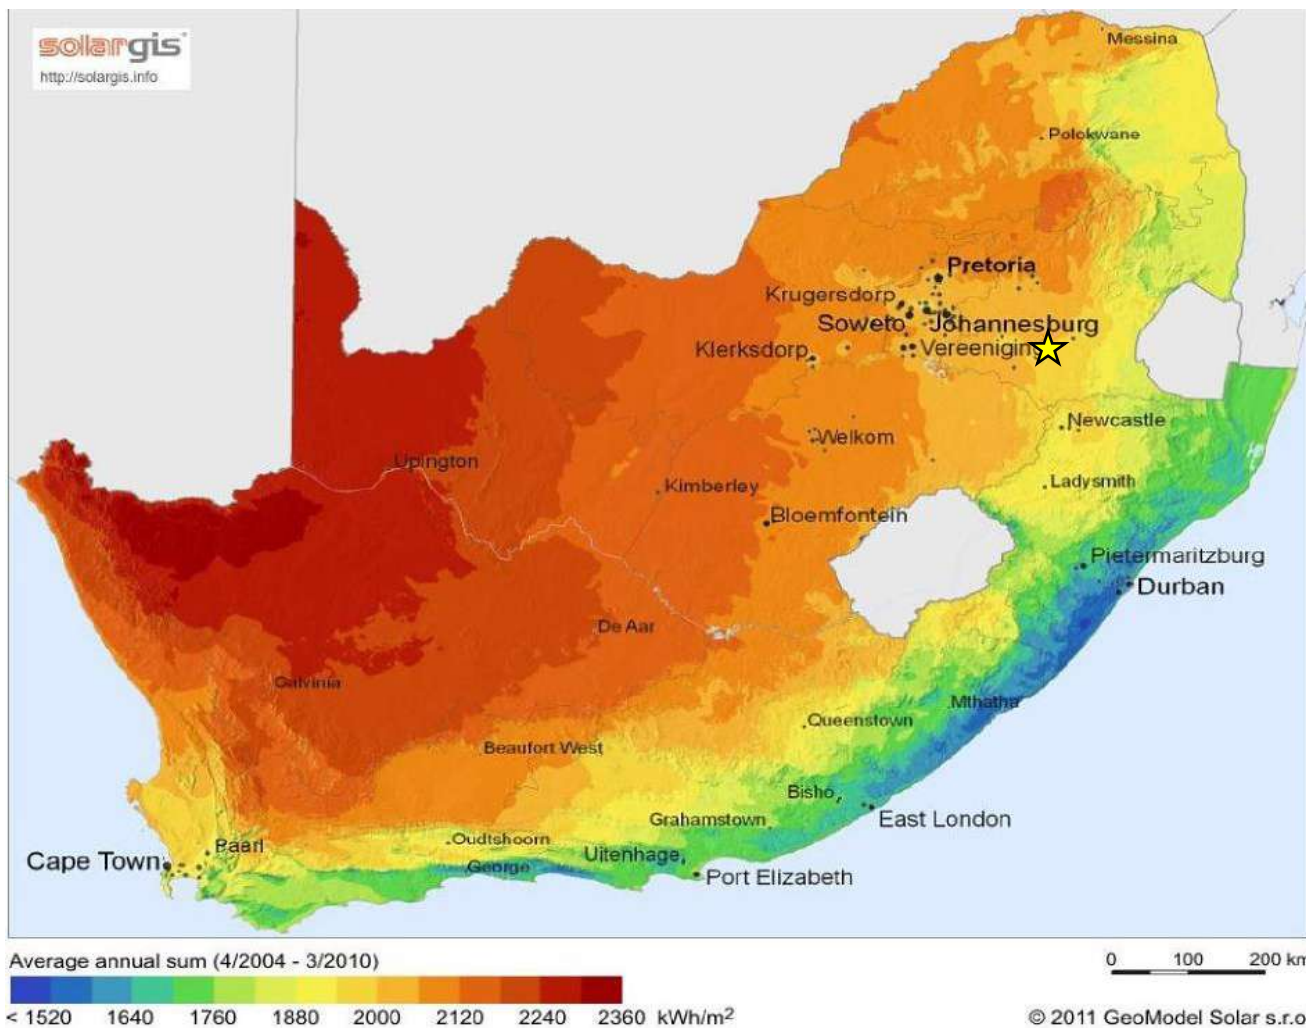 solargis
http://solargis.info
Messina
Polokwane
Pretoria
Krugersdorp
Soweto
Johannesburg
Klerksdorp
Vereeniging
Newcastle
Welkom
Upington
Kimberley
Ladysmith
Bloemfontein
Pietermaritzburg
Durban
De Aar
Calvinia
Mthatha
Queenstown
Beaufort West
Bisho
Grahamstown
East London
Oudtshoorn
Paarl
Cape Town
Uitenhage
George
Port Elizabeth
Average annual sum (4/2004 - 3/2010)
0 100 200 km
< 1520 1640 1760 1880 2000 2120 2240 2360 kWh/m²
© 2011 GeoModel Solar s.r.o